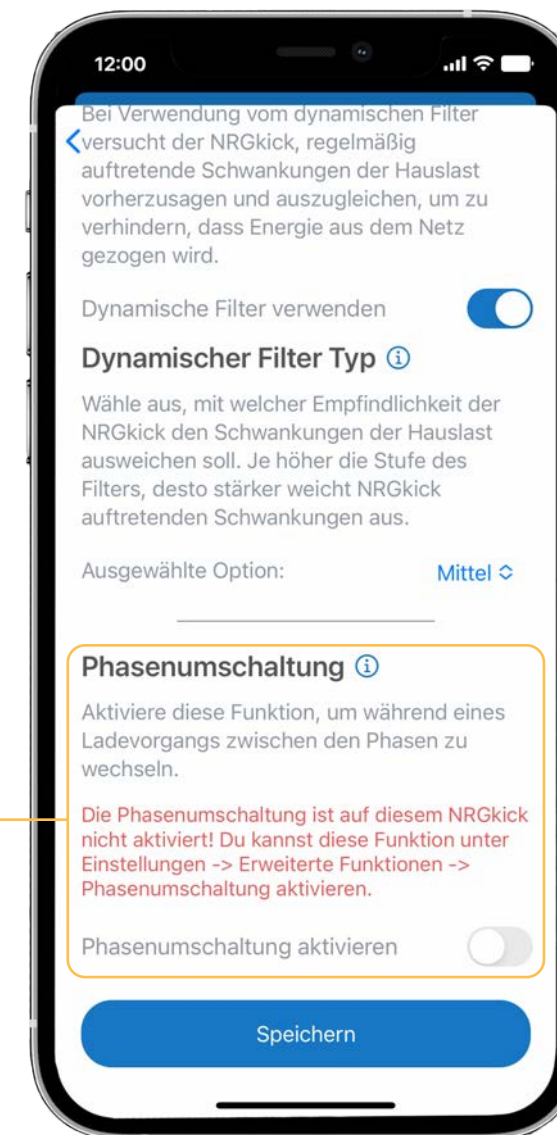 12:00
Bei Verwendung vom dynamischen Filter
versucht der NRGkick, regelmäßig
auftretende Schwankungen der Hauslast
vorherzusagen und auszugleichen, um zu
verhindern, dass Energie aus dem Netz
gezogen wird.
Dynamische Filter verwenden
Dynamischer Filter Typ
Wähle aus, mit welcher Empfindlichkeit der
NRGkick den Schwankungen der Hauslast
ausweichen soll. Je höher die Stufe des
Filters, desto stärker weicht NRGkick
auftretenden Schwankungen aus.
Ausgewählte Option: Mittel
Phasenumschaltung
Aktiviere diese Funktion, um während eines
Ladevorgangs zwischen den Phasen zu
wechseln.
Die Phasenumschaltung ist auf diesem NRGkick
nicht aktiviert! Du kannst diese Funktion unter
Einstellungen -> Erweiterte Funktionen ->
Phasenumschaltung aktivieren.
Phasenumschaltung aktivieren
Speichern